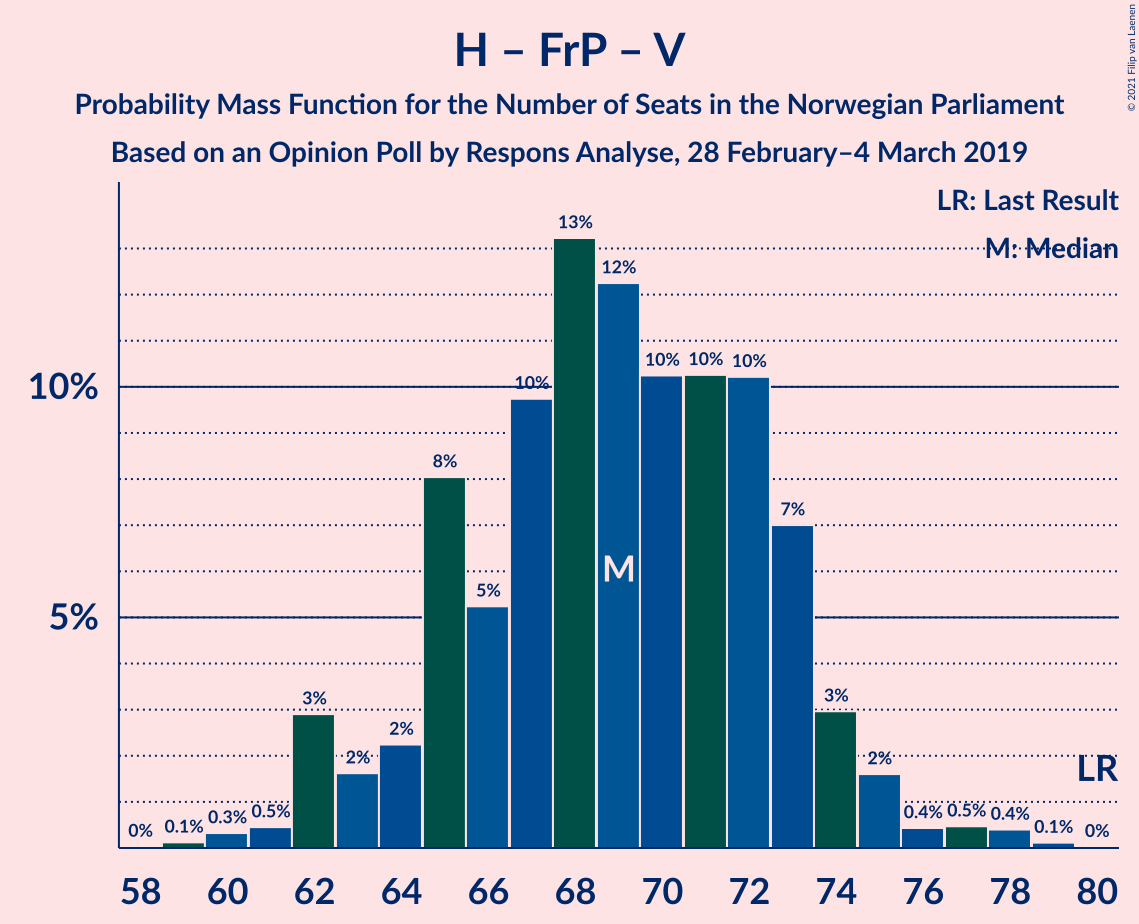 H – FrP – V
Probability Mass Function for the Number of Seats in the Norwegian Parliament
Based on an Opinion Poll by Respons Analyse, 28 February–4 March 2019
© 2021 Filip van Laenen
LR: Last Result
M: Median
10%
5%
0%
0.1%
0.3%
0.5%
3%
2%
2%
8%
5%
10%
13%
12%
10%
10%
10%
7%
3%
2%
0.4%
0.5%
0.4%
0.1%
0%
M
LR
58 60 62 64 66 68 70 72 74 76 78 80